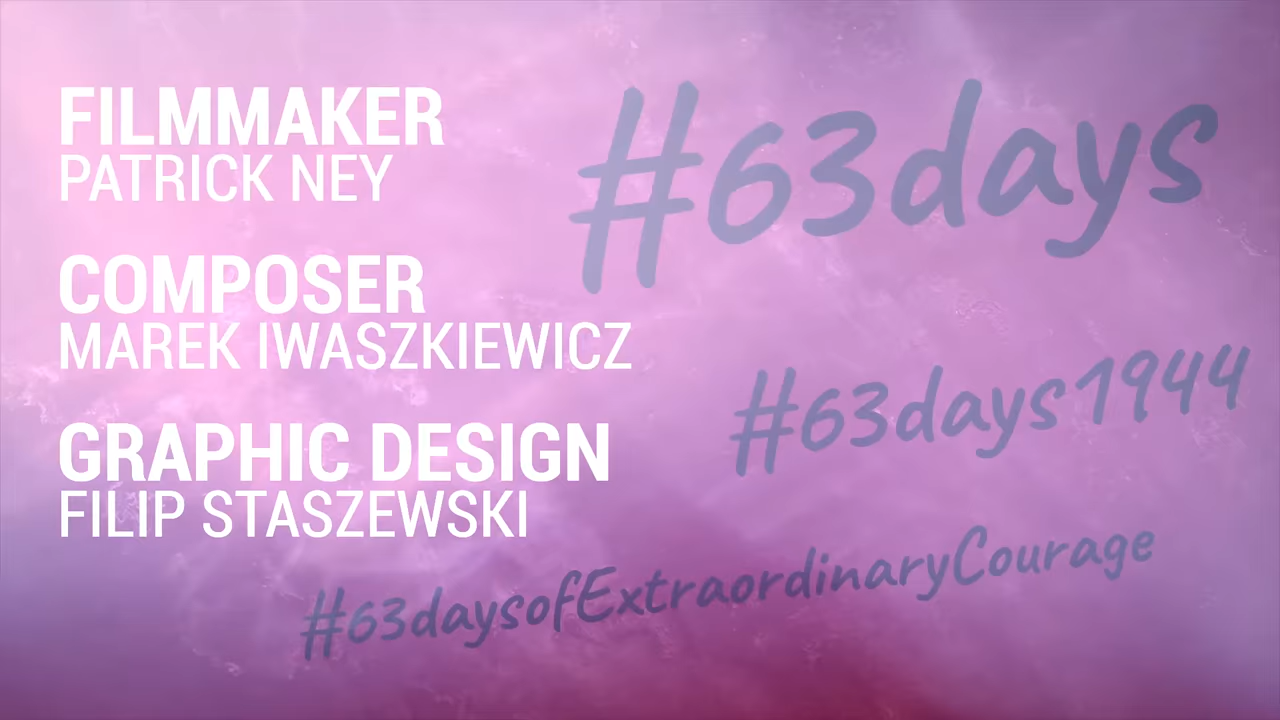 FILMMAKER
PATRICK NEY
COMPOSER
MAREK IWASZKIEWICZ
GRAPHIC DESIGN
FILIP STASZEWSKI
#63days
#63days1944
#63daysofExtraordinaryCourage